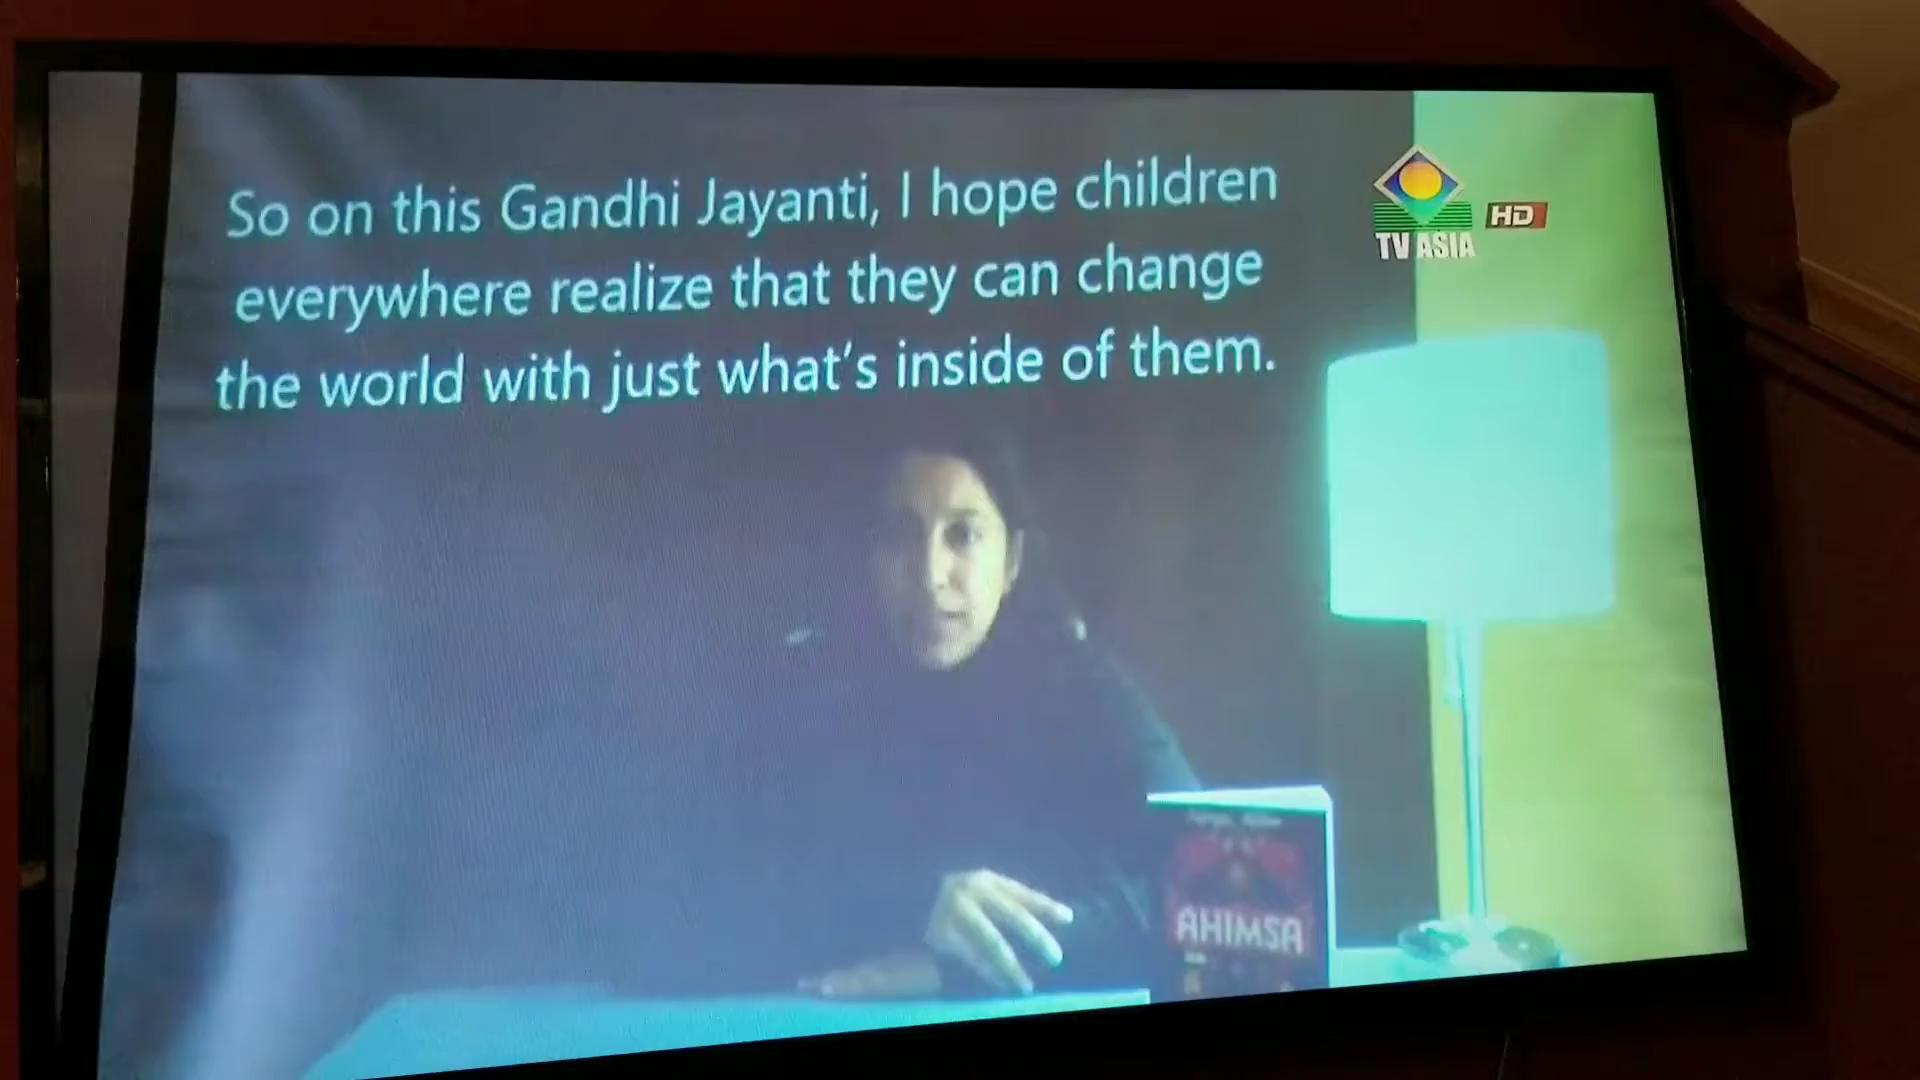 So on this Gandhi Jayanti, I hope children
everywhere realize that they can change
the world with just what's inside of them.
TV ASIA
HD
AHIMSA